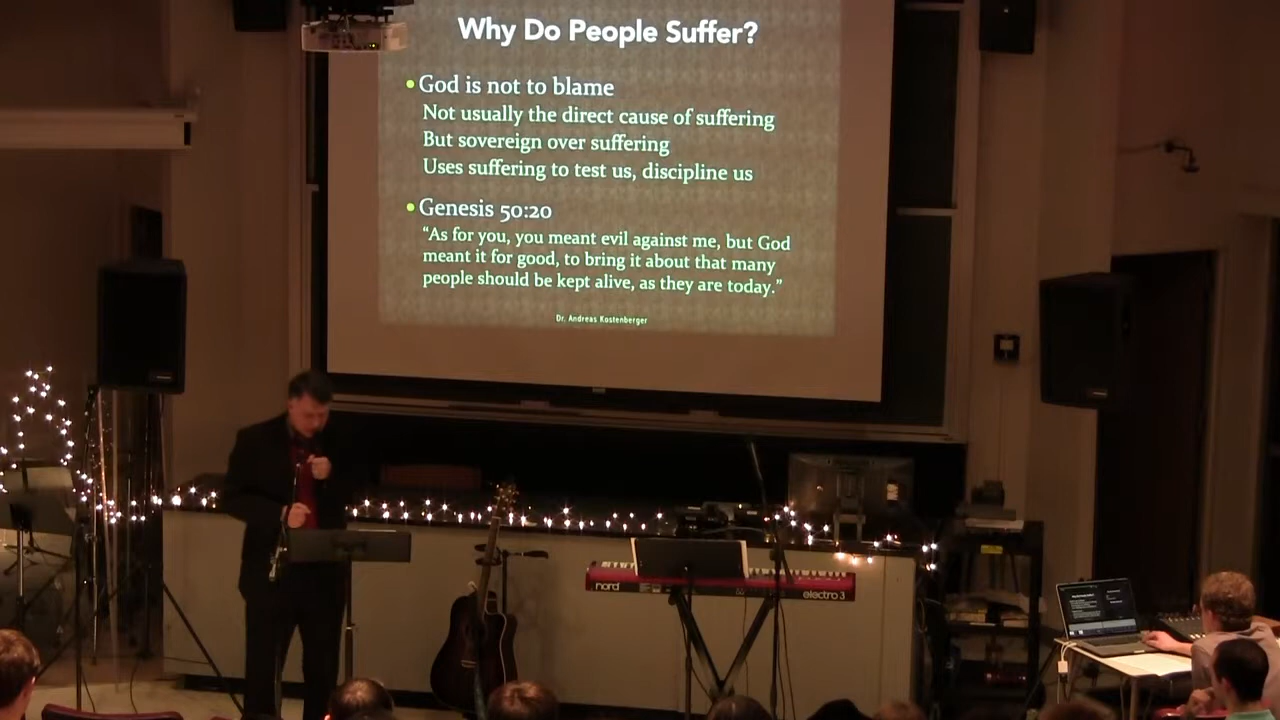 Why Do People Suffer?
God is not to blame
Not usually the direct cause of suffering
But sovereign over suffering
Uses suffering to test us, discipline us
Genesis 50:20
“As for you, you meant evil against me, but God
meant it for good, to bring it about that many
people should be kept alive, as they are today.”
Dr. Andreas Kostenberger
nord
electro 3